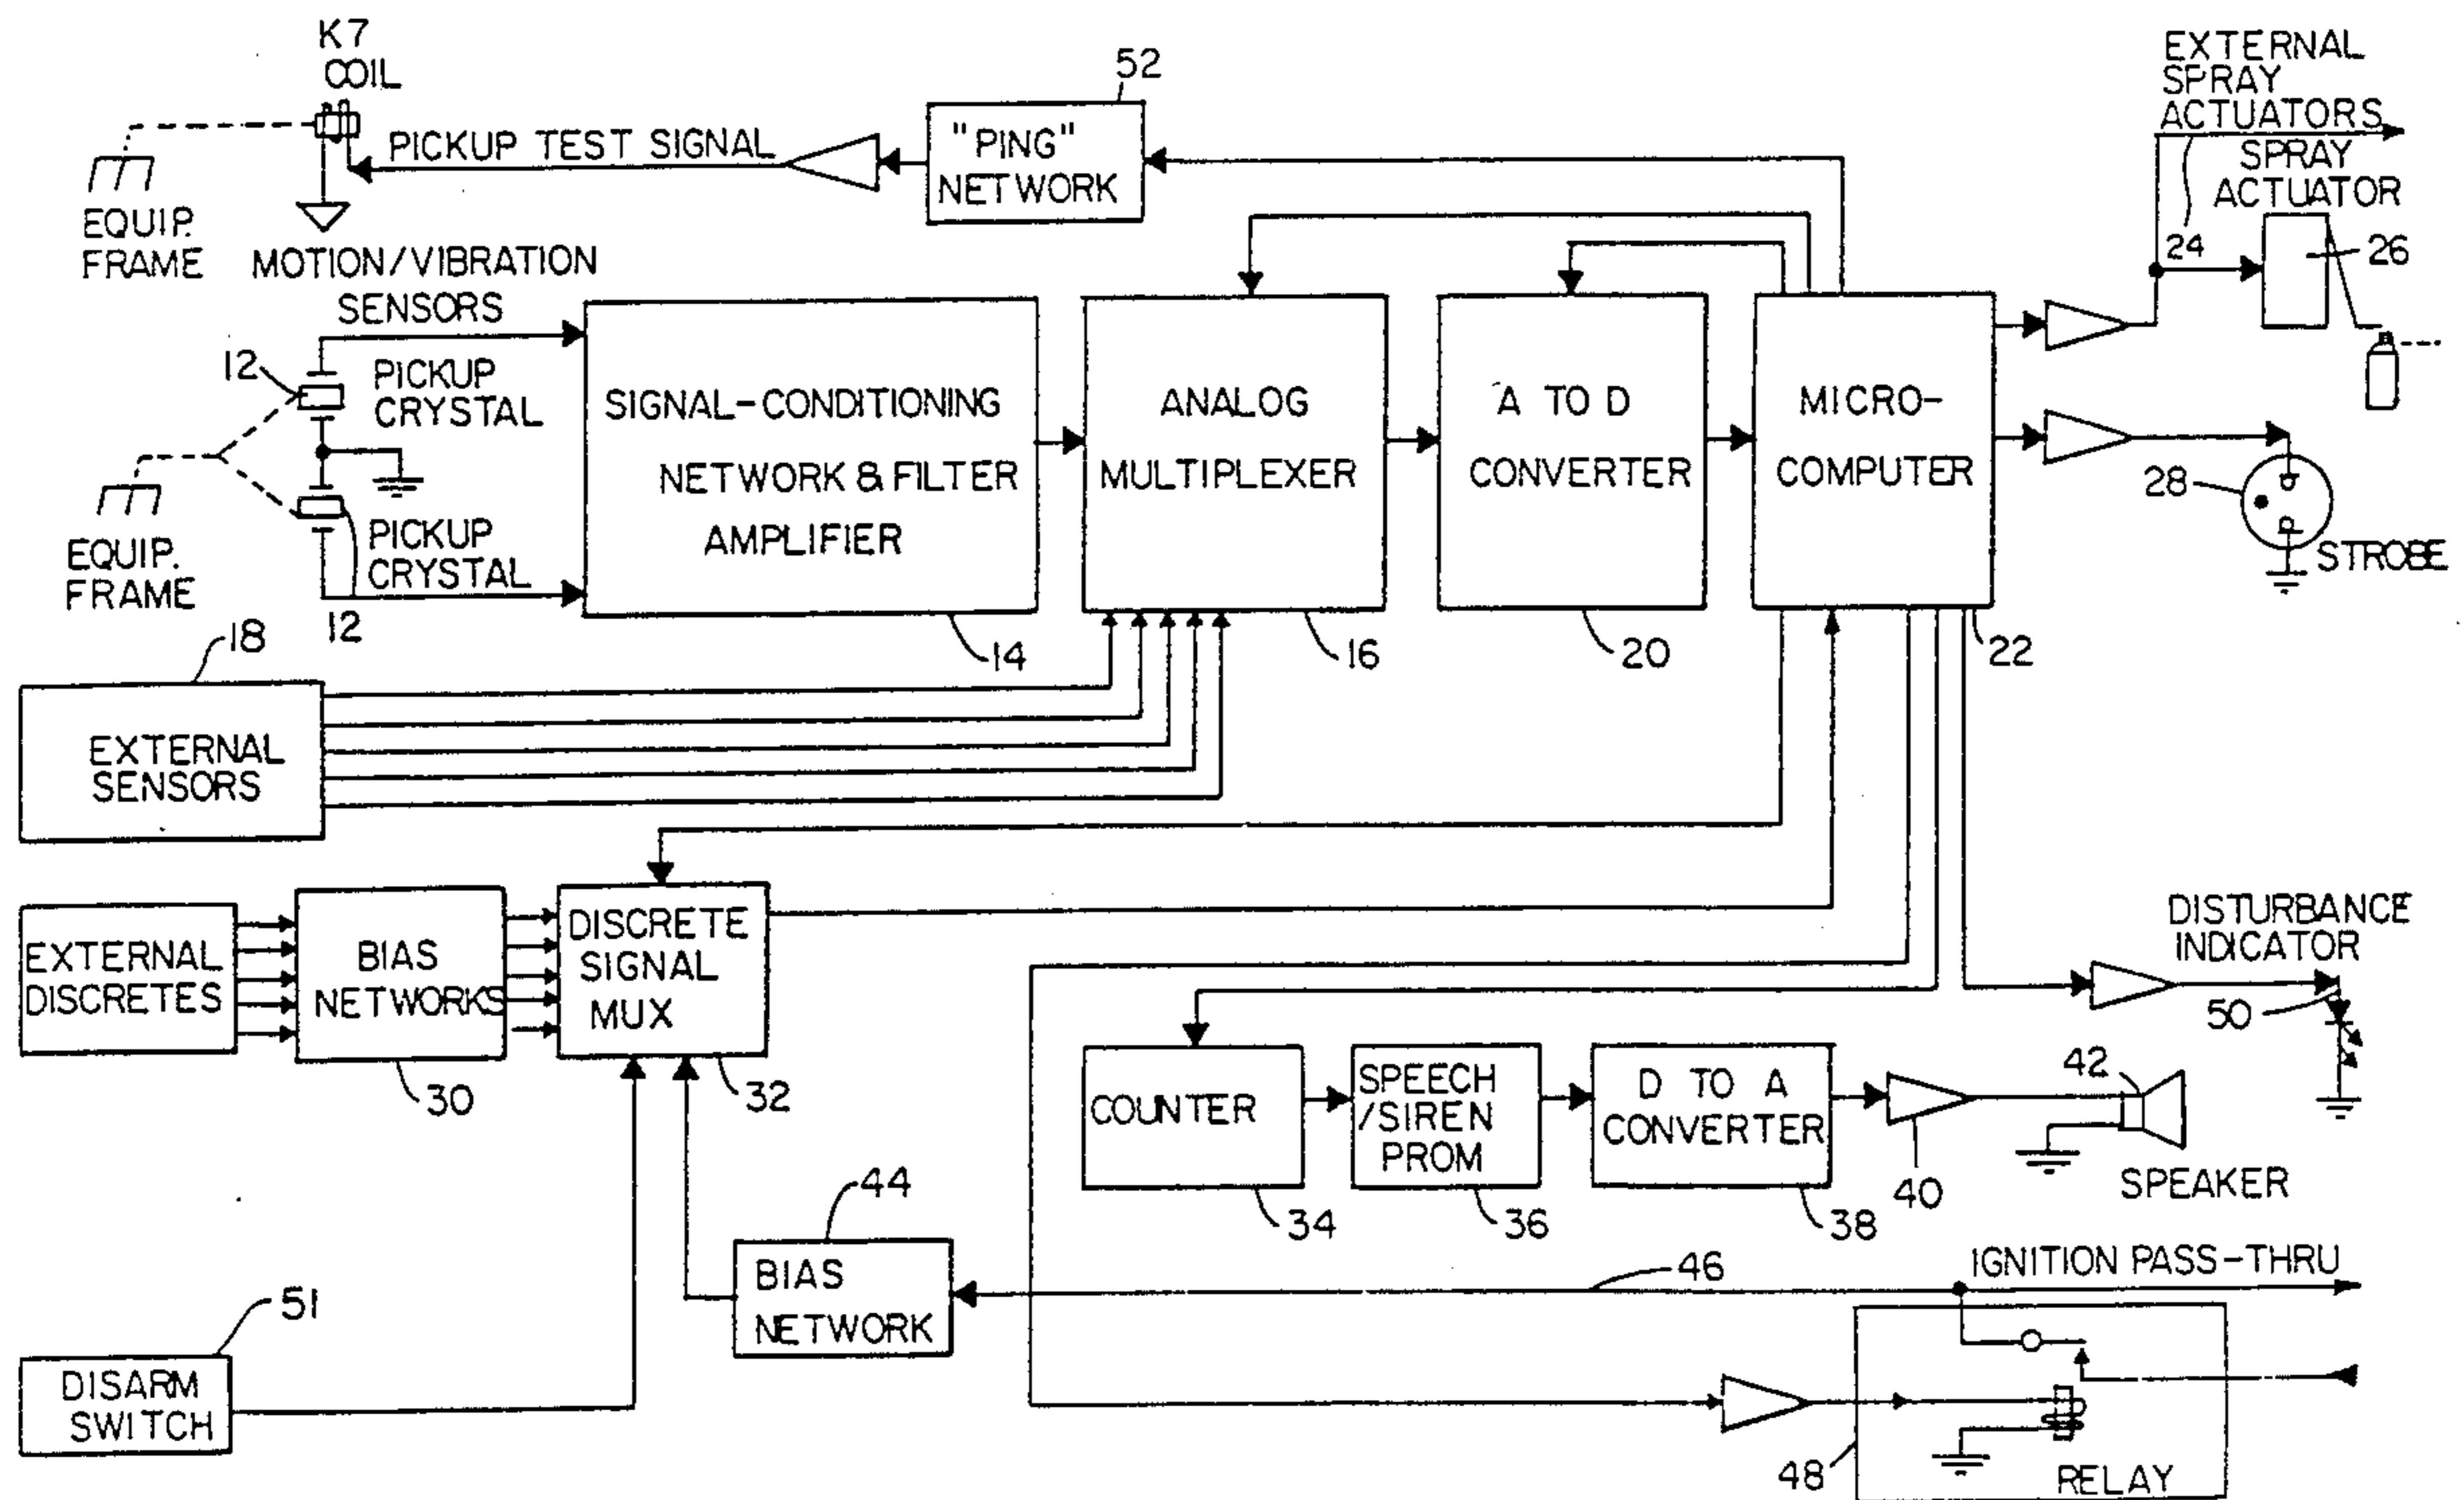 K7
COIL
52
"PING"
NETWORK
PICKUP TEST SIGNAL
EQUIP.
FRAME
EXTERNAL
SPRAY
ACTUATORS
SPRAY
ACTUATOR
24
26
MOTION/VIBRATION
SENSORS
12
PICKUP
CRYSTAL
EQUIP.
FRAME
PICKUP
CRYSTAL
12
SIGNAL-CONDITIONING
NETWORK & FILTER
AMPLIFIER
14
ANALOG
MULTIPLEXER
16
A TO D
CONVERTER
20
MICRO-
COMPUTER
22
28
STROBE
18
EXTERNAL
SENSORS
EXTERNAL
DISCRETES
BIAS
NETWORKS
30
DISCRETE
SIGNAL
MUX
32
DISTURBANCE
INDICATOR
50
COUNTER
34
SPEECH
/SIREN
PROM
36
D TO A
CONVERTER
38
40
42
SPEAKER
44
BIAS
NETWORK
46
IGNITION PASS-THRU
51
DISARM
SWITCH
48
RELAY